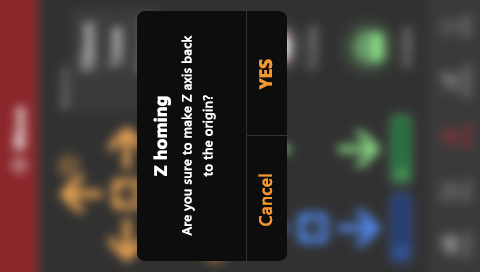 Z homing
Are you sure to make Z axis back
to the origin?
Cancel
YES